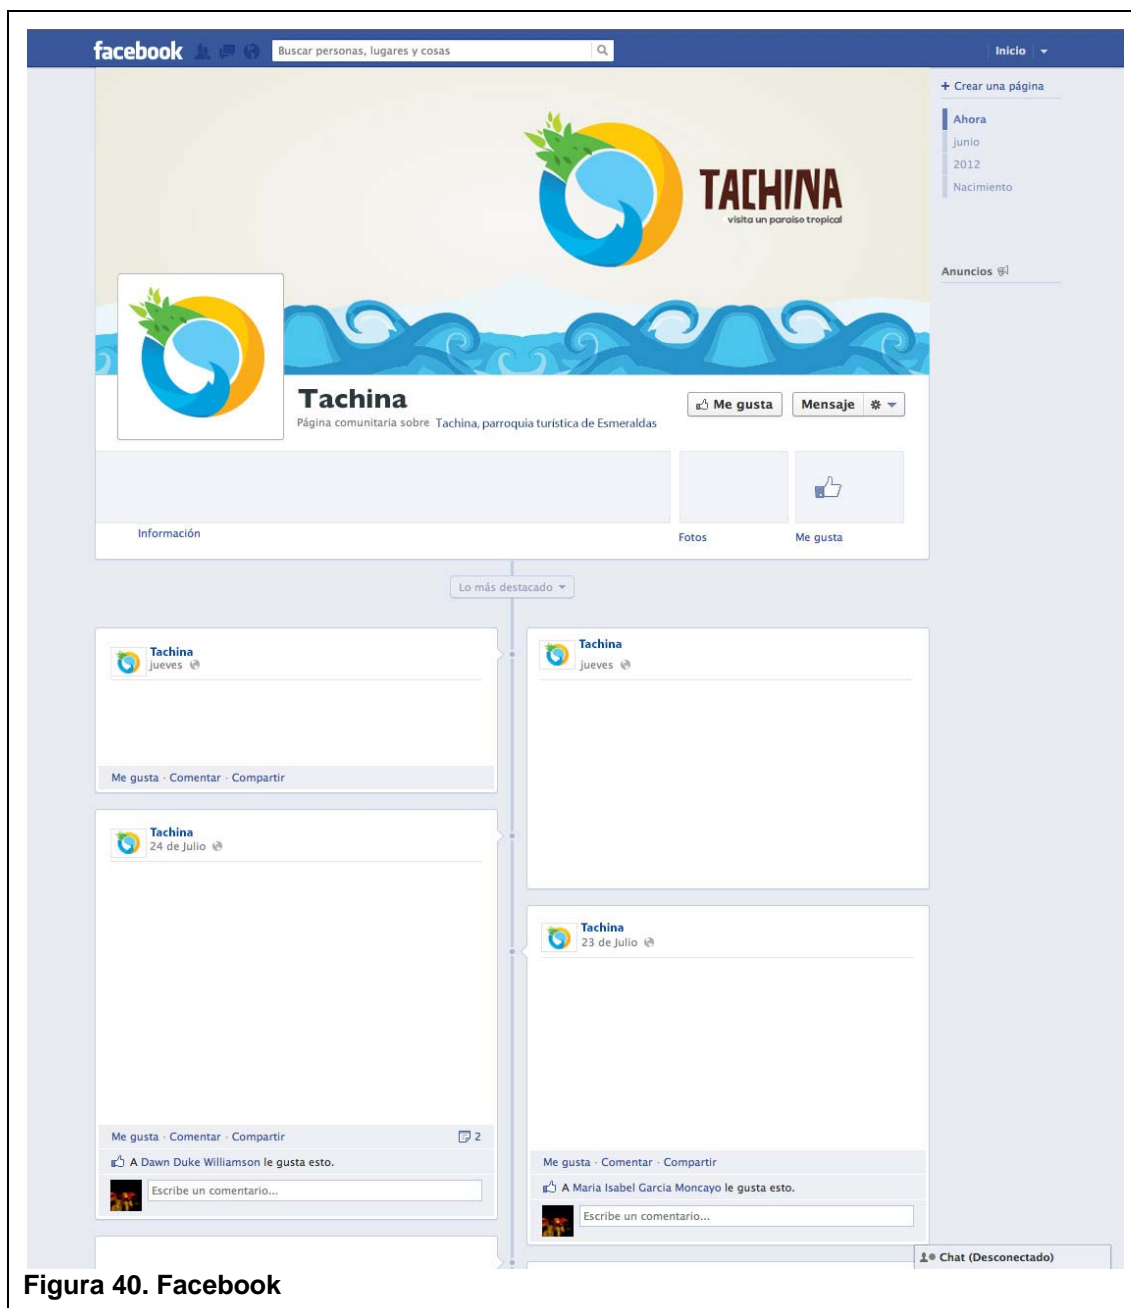 facebook
Buscar personas, lugares y cosas
Inicio
+ Crear una página
Ahora
junio
2012
Nacimiento
Anuncios
TACHINA
visita un paraiso tropical
Tachina
Página comunitaria sobre Tachina, parroquia turística de Esmeraldas
Me gusta
Mensaje
Información
Fotos
Me gusta
Lo más destacado
Tachina
jueves
Me gusta · Comentar · Compartir
Tachina
jueves
Tachina
24 de Julio
Me gusta · Comentar · Compartir
2
A Dawn Duke Williamson le gusta esto.
Escribe un comentario...
Tachina
23 de Julio
Me gusta · Comentar · Compartir
A Maria Isabel Garcia Moncayo le gusta esto.
Escribe un comentario...
Chat (Desconectado)
Figura 40. Facebook